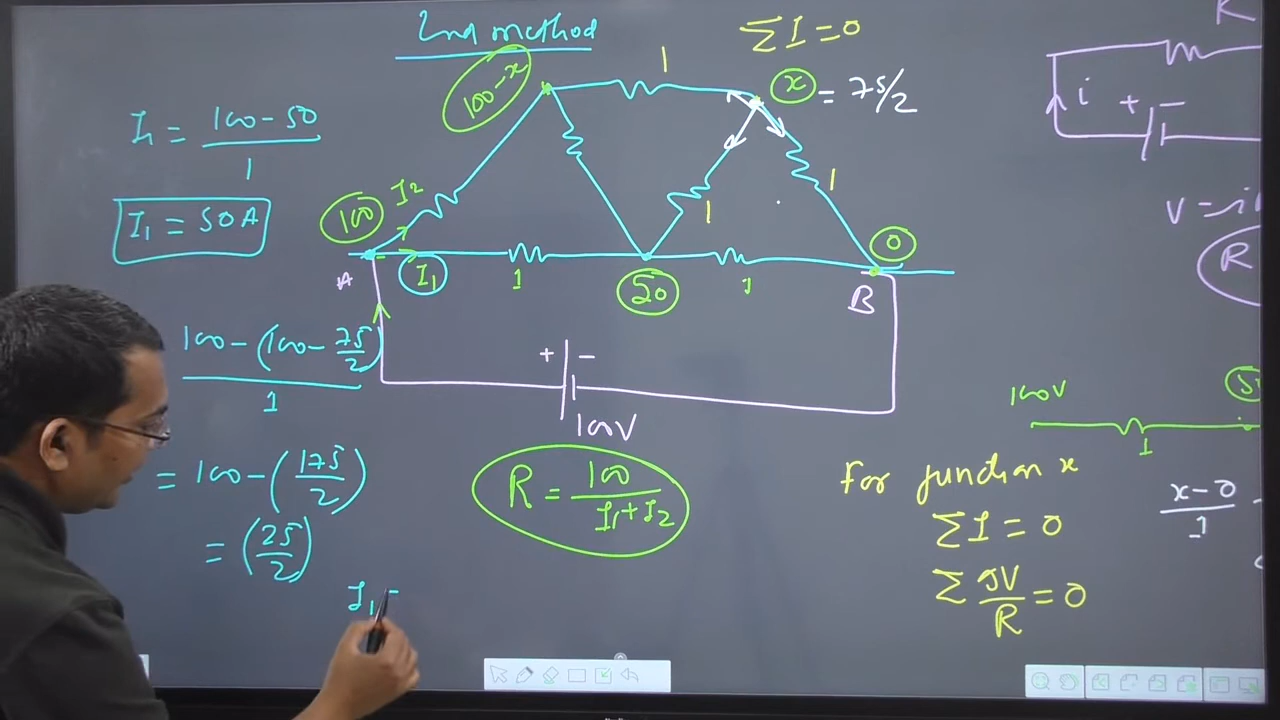 2nd method
ΣI=0
R
100-x
1
x = 75/2
i + -
I₁ = 100-50/1
I₂
1
I₁ = 50A
100
1
V=i
I₁
1
50
1
0
R
A
B
100-(100-75/2)/1
+ -
100V
100V
= 100-(175/2)
R = 100/I₁+I₂
1
For function x
x-0/1
= (25/2)
ΣI=0
I₁
Σ∂V/R=0